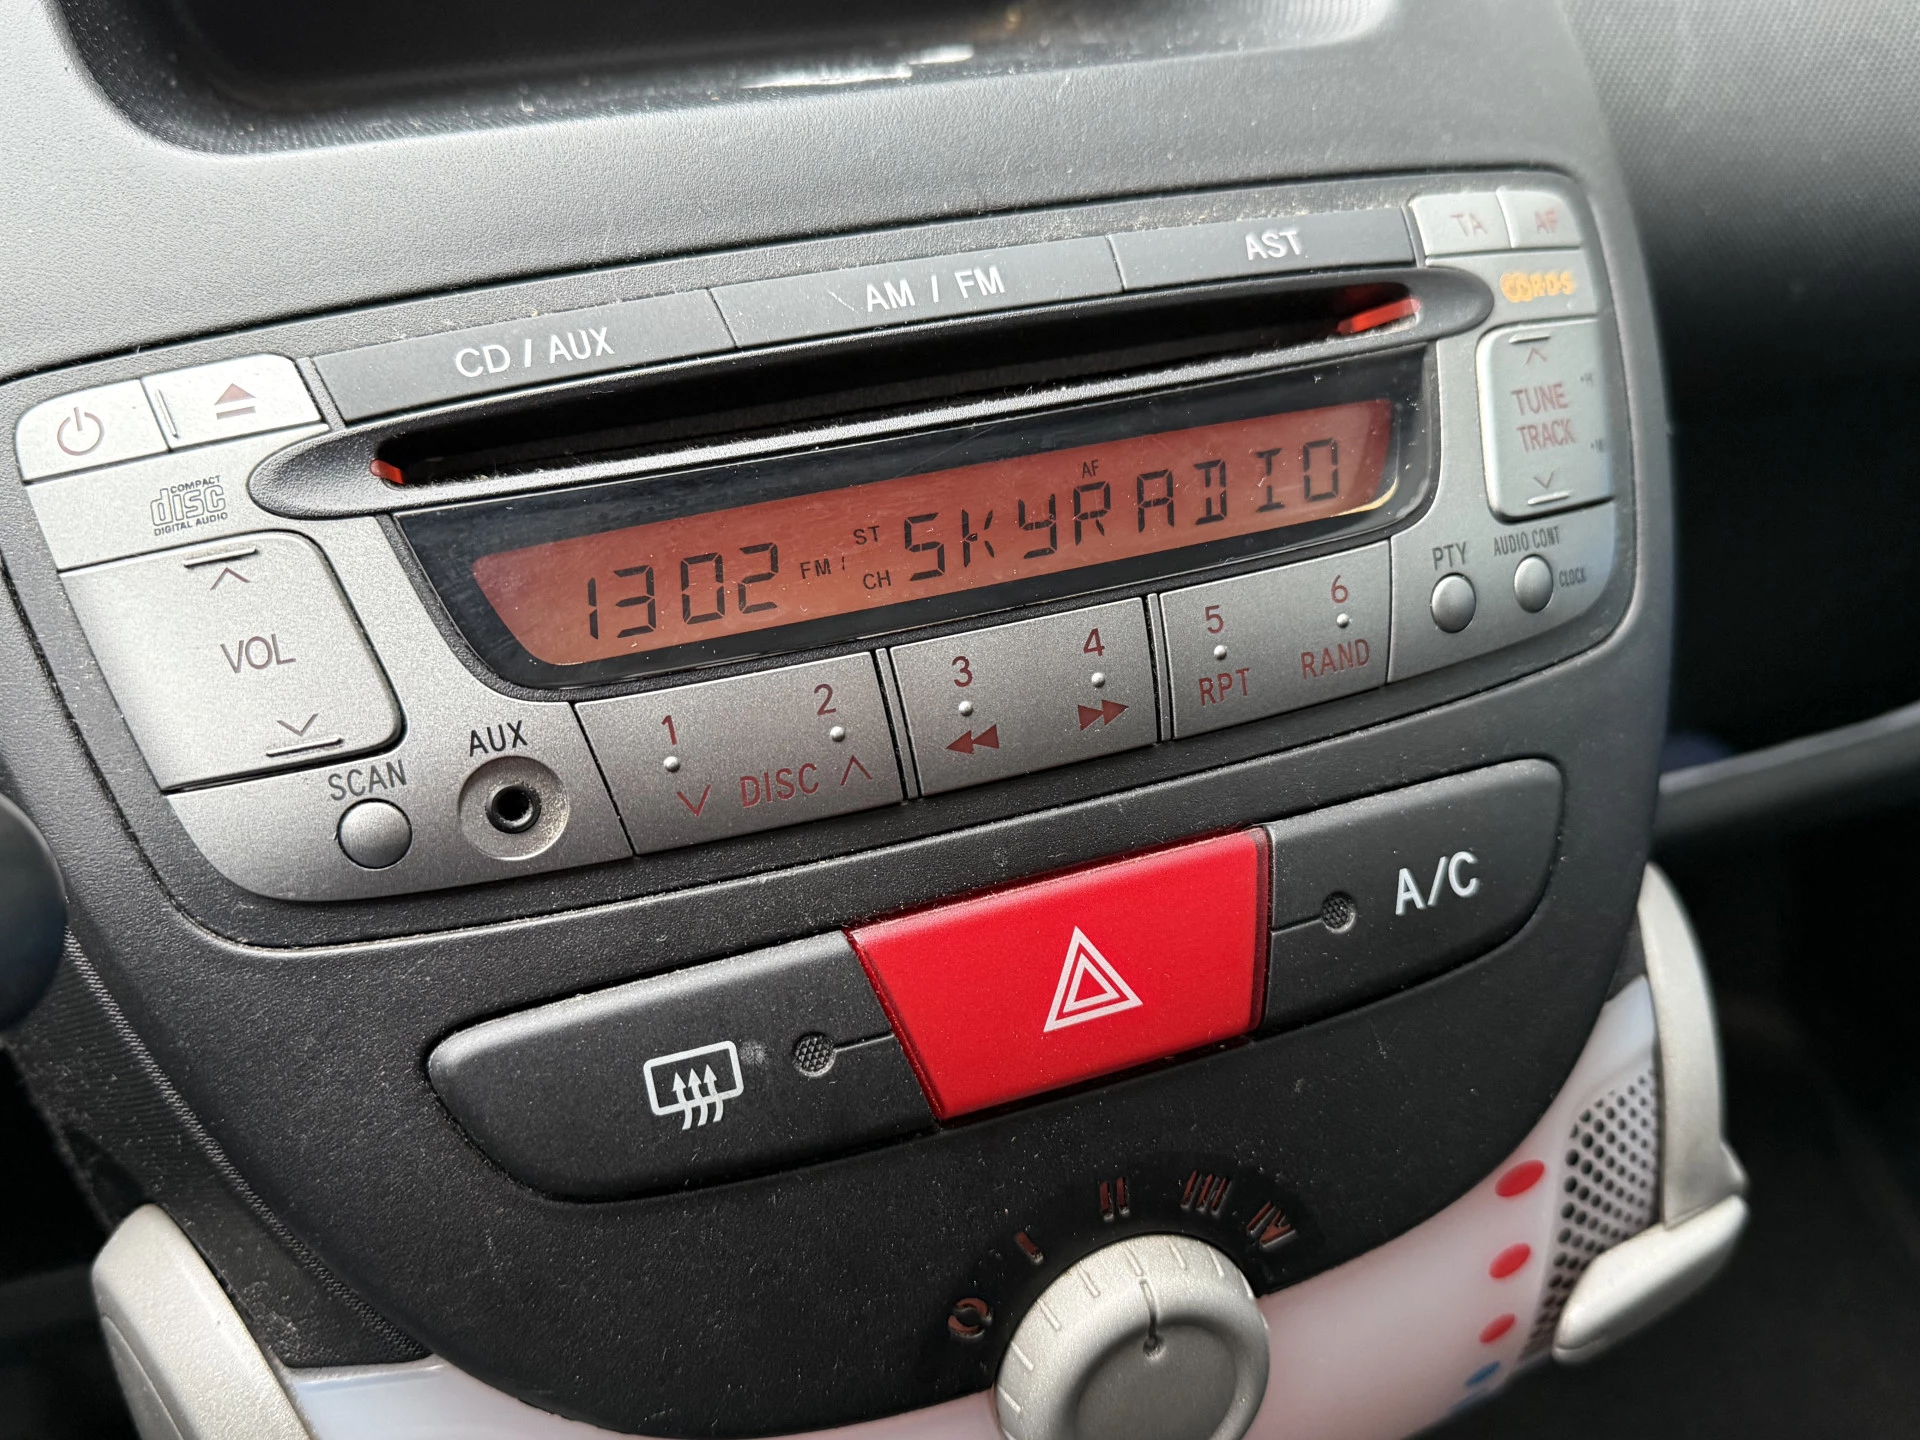 TA AF
CD / AUX AM / FM AST
R·D·S
COMPACT
disc
DIGITAL AUDIO
1302 FM 1 ST CH AF SKYRADIO
TUNE
TRACK
VOL
PTY AUDIO CONT
CLOCK
SCAN AUX
1 2 3 4 5 6
DISC RPT RAND
A/C